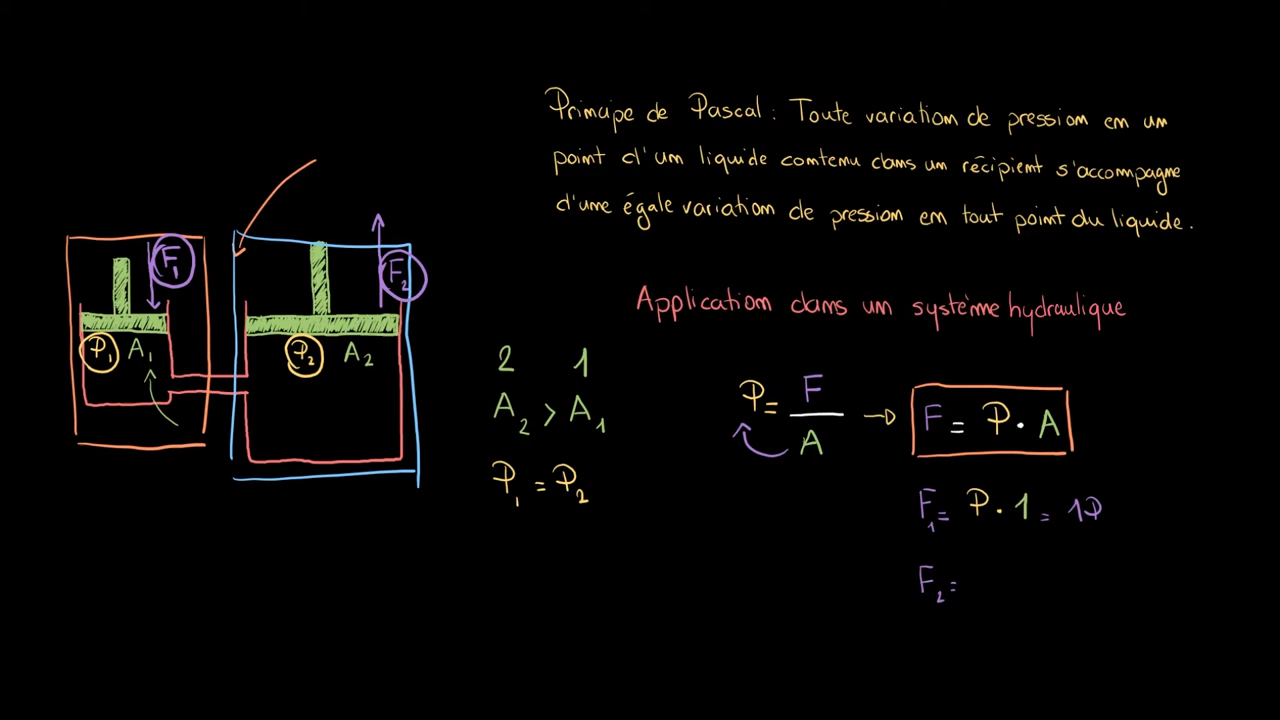 Principe de Pascal : Toute variation de pression en un
point d'un liquide contenu dans un récipient s'accompagne
d'une égale variation de pression en tout point du liquide.
Application dans un système hydraulique
F₁
F₂
P₁ A₁
P₂ A₂
2 1
A₂ > A₁
P₁ = P₂
P = F / A → F = P · A
F₁ = P · 1 = 1P
F₂ =